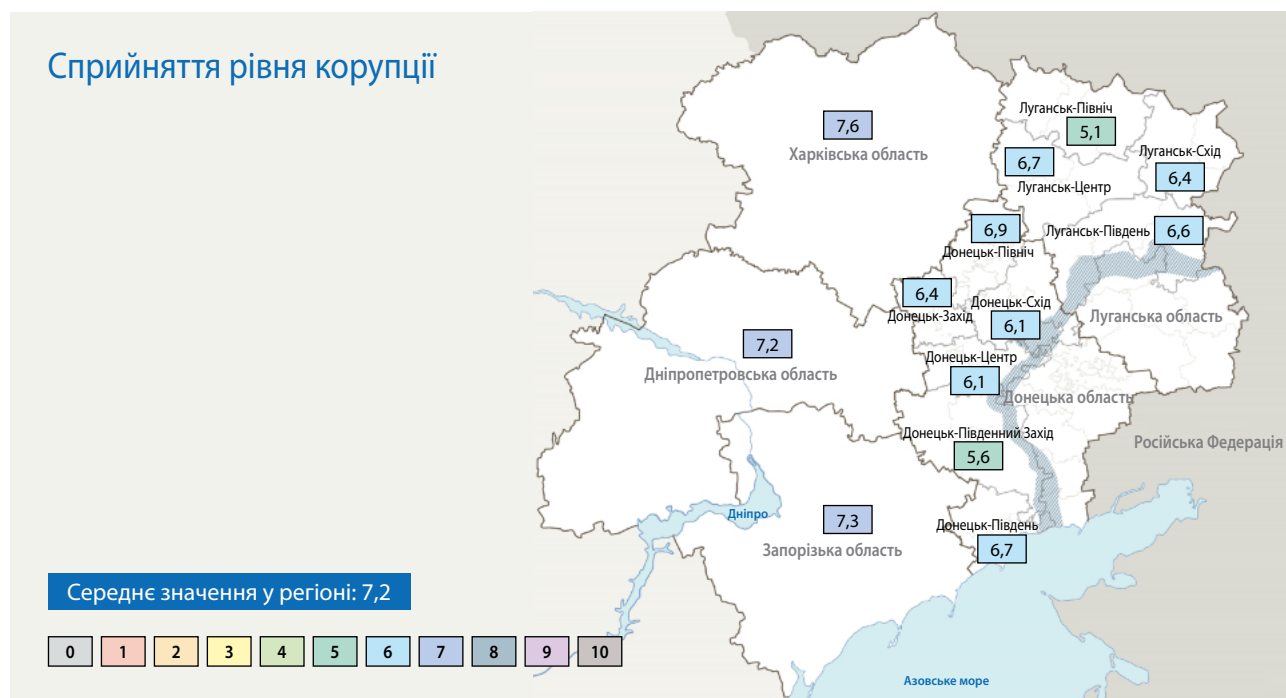 Сприйняття рівня корупції
Луганськ-Північ
5,1
7,6
Харківська область
Луганськ-Схід
6,4
6,7
Луганськ-Центр
Луганськ-Південь
6,6
6,9
Донецьк-Північ
6,4
Донецьк-Захід
Донецьк-Схід
6,1
Луганська область
7,2
Дніпропетровська область
Донецьк-Центр
6,1
Донецька область
Донецьк-Південний Захід
5,6
Російська Федерація
Дніпро
7,3
Запорізька область
Донецьк-Південь
6,7
Середнє значення у регіоні: 7,2
0 1 2 3 4 5 6 7 8 9 10
Азовське море